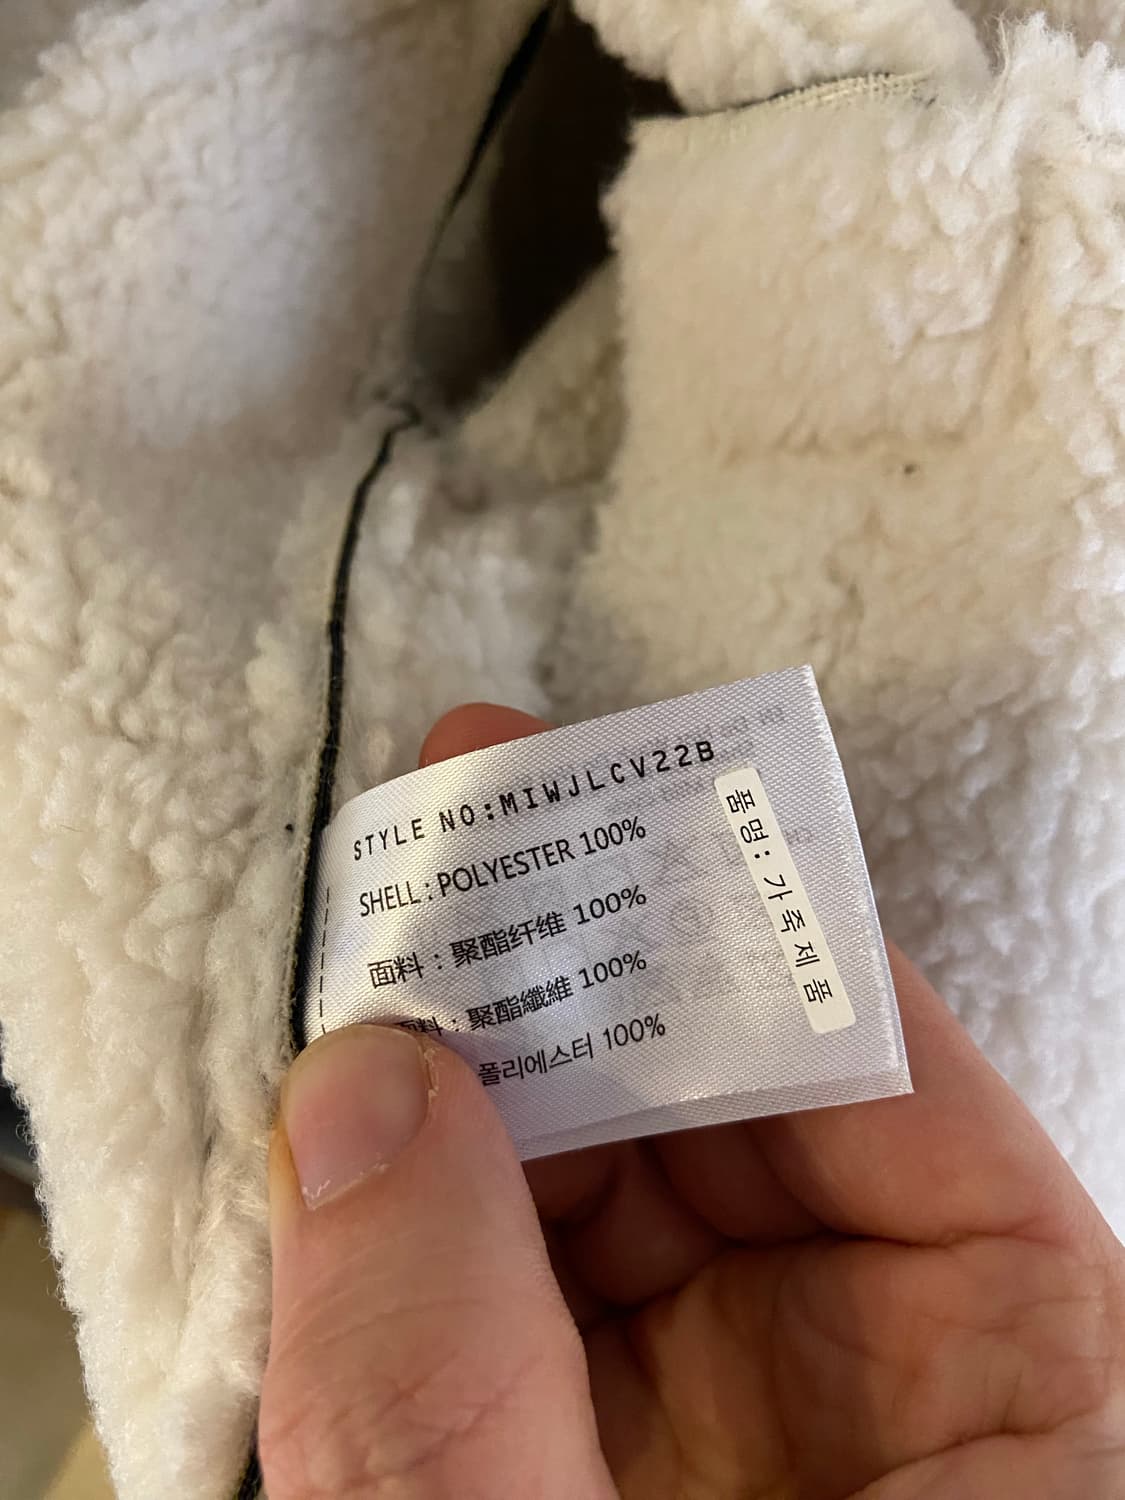 STYLE NO:MIWJLCV22B
SHELL:POLYESTER 100%
面料:聚酯纤维 100%
面料:聚酯纖維 100%
폴리에스터 100%
품명: 가죽제품